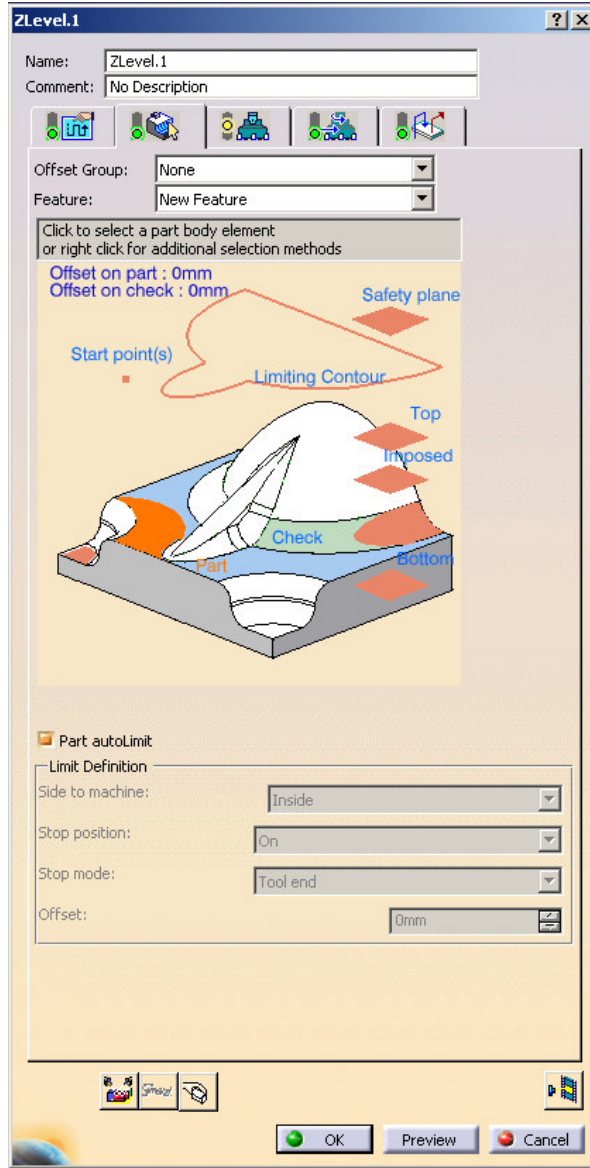 ZLevel.1
Name: ZLevel.1
Comment: No Description
Offset Group: None
Feature: New Feature
Click to select a part body element
or right click for additional selection methods
Offset on part : 0mm
Offset on check : 0mm
Safety plane
Start point(s)
Limiting Contour
Top
Imposed
Check
Bottom
Part
Part autoLimit
Limit Definition
Side to machine: Inside
Stop position: On
Stop mode: Tool end
Offset: 0mm
Smart
OK Preview Cancel